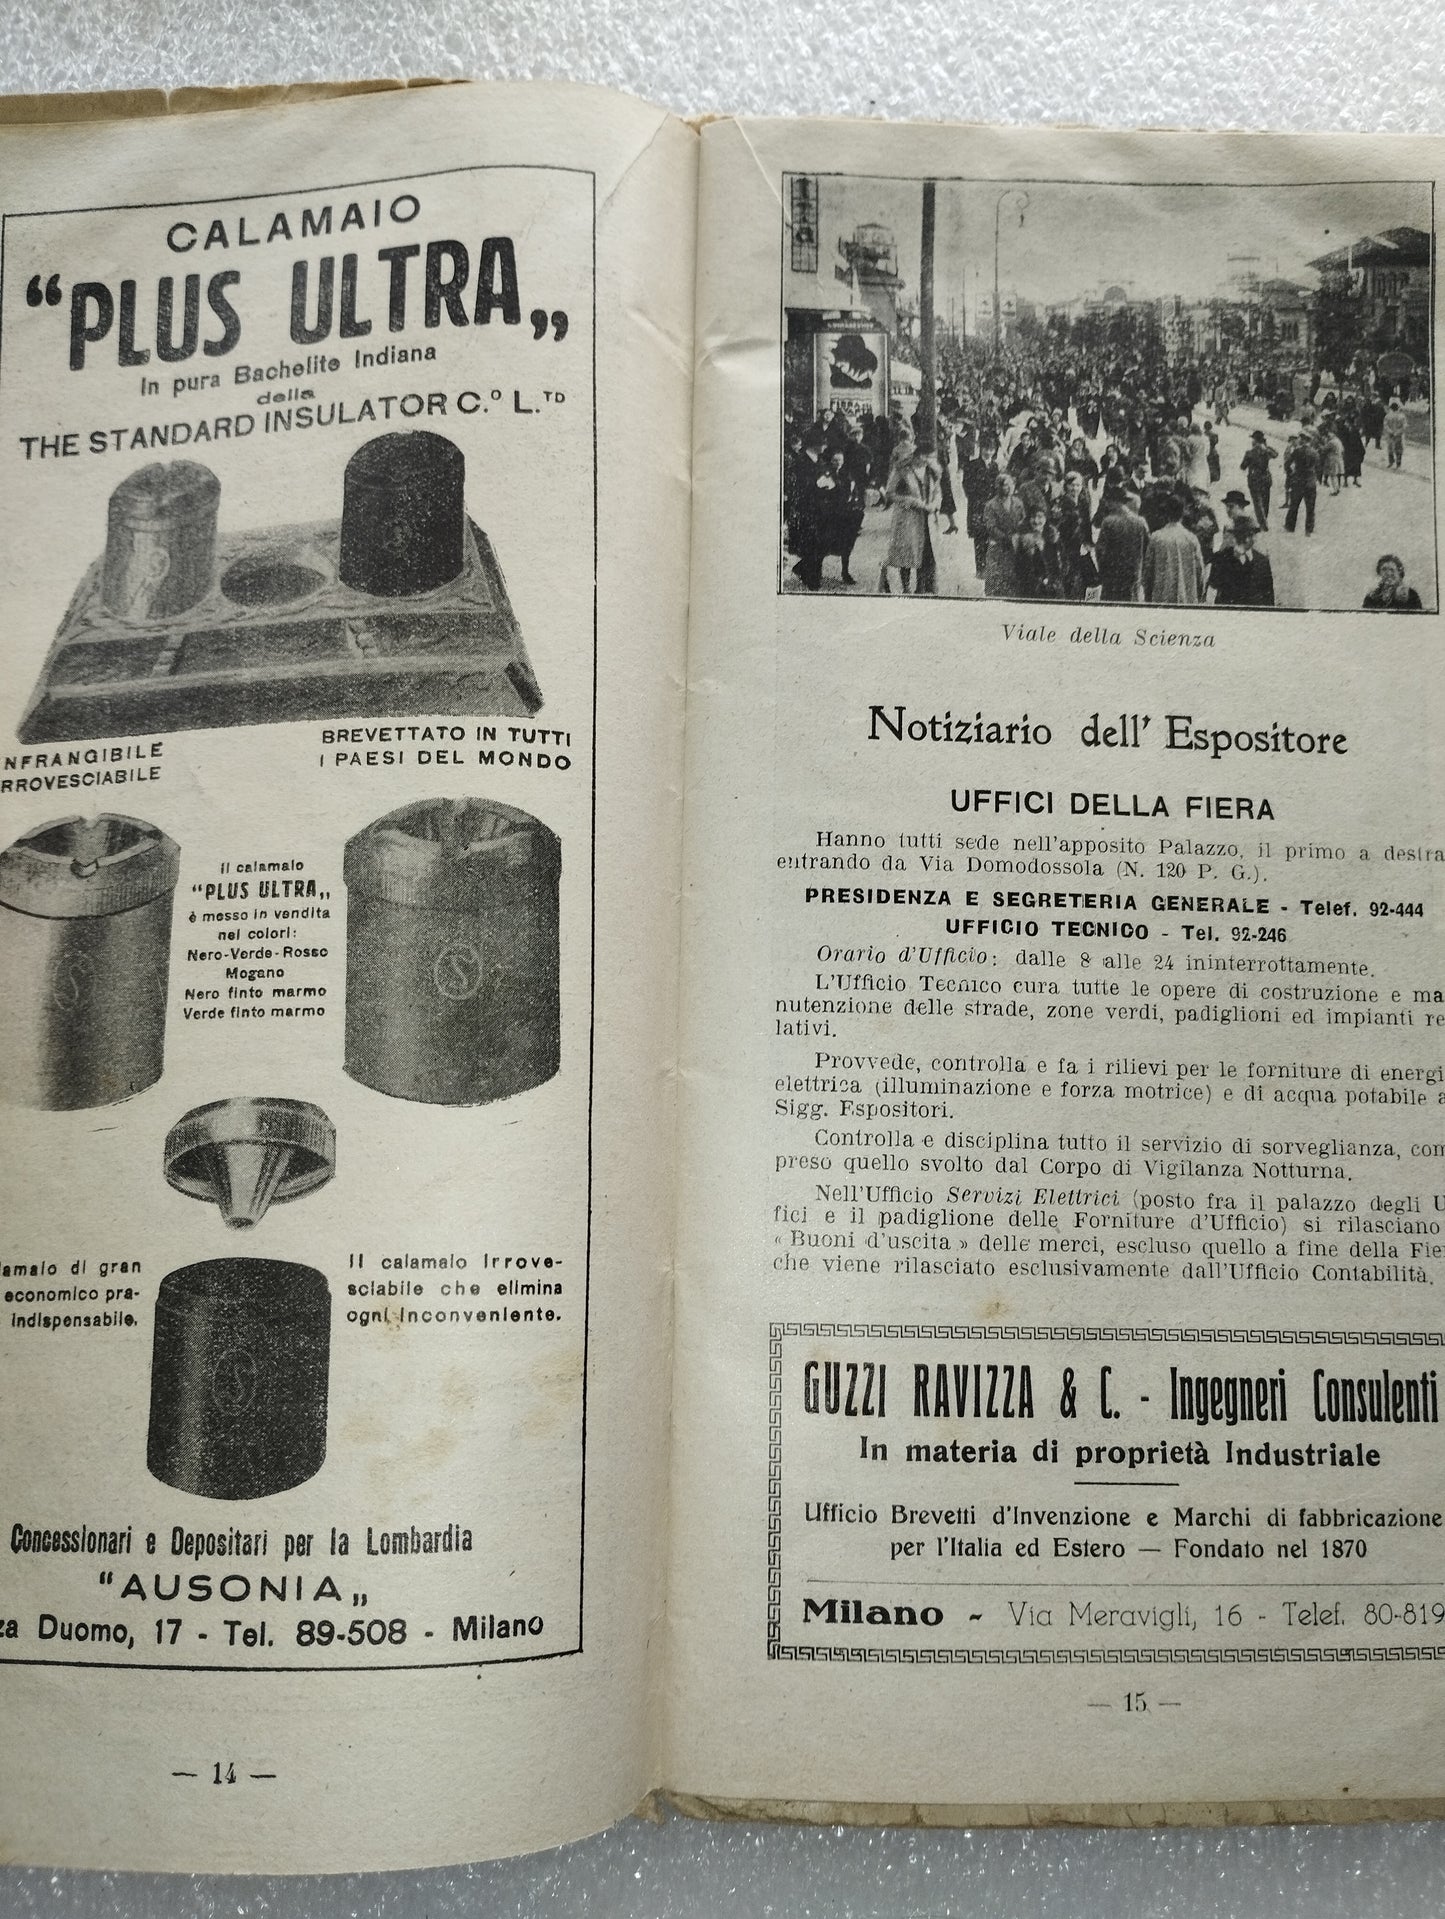 CALAMAIO
“PLUS ULTRA„
In pura Bachelite Indiana
della
THE STANDARD INSULATOR C.º L.TD
NFRANGIBILE
RROVESCIABILE
BREVETTATO IN TUTTI
I PAESI DEL MONDO
Il calamaio
“PLUS ULTRA„
è messo in vendita
nei colori:
Nero-Verde-Rosso
Mogano
Nero finto marmo
Verde finto marmo
amaio di gran
economico pra-
indispensabile.
Il calamaio Irrove-
sciabile che elimina
ogni inconveniente.
Concessionari e Depositari per la Lombardia
“AUSONIA„
za Duomo, 17 - Tel. 89-508 - Milano
— 14 —
Viale della Scienza
Notiziario dell' Espositore
UFFICI DELLA FIERA
Hanno tutti sede nell'apposito Palazzo, il primo a destra
entrando da Via Domodossola (N. 120 P. G.).
PRESIDENZA E SEGRETERIA GENERALE - Telef. 92-444
UFFICIO TECNICO - Tel. 92-246
Orario d'Ufficio: dalle 8 alle 24 ininterrottamente.
L'Ufficio Tecnico cura tutte le opere di costruzione e ma
nutenzione delle strade, zone verdi, padiglioni ed impianti re
lativi.
Provvede, controlla e fa i rilievi per le forniture di energi
elettrica (illuminazione e forza motrice) e di acqua potabile a
Sigg. Espositori.
Controlla e disciplina tutto il servizio di sorveglianza, com
preso quello svolto dal Corpo di Vigilanza Notturna.
Nell'Ufficio Servizi Elettrici (posto fra il palazzo degli U
fici e il padiglione delle Forniture d'Ufficio) si rilasciano
« Buoni d'uscita » delle merci, escluso quello a fine della Fier
che viene rilasciato esclusivamente dall'Ufficio Contabilità.
GUZZI RAVIZZA & C. - Ingegneri Consulenti
In materia di proprietà Industriale
Ufficio Brevetti d'Invenzione e Marchi di fabbricazione
per l'Italia ed Estero — Fondato nel 1870
Milano - Via Meravigli, 16 - Telef. 80-819
— 15 —